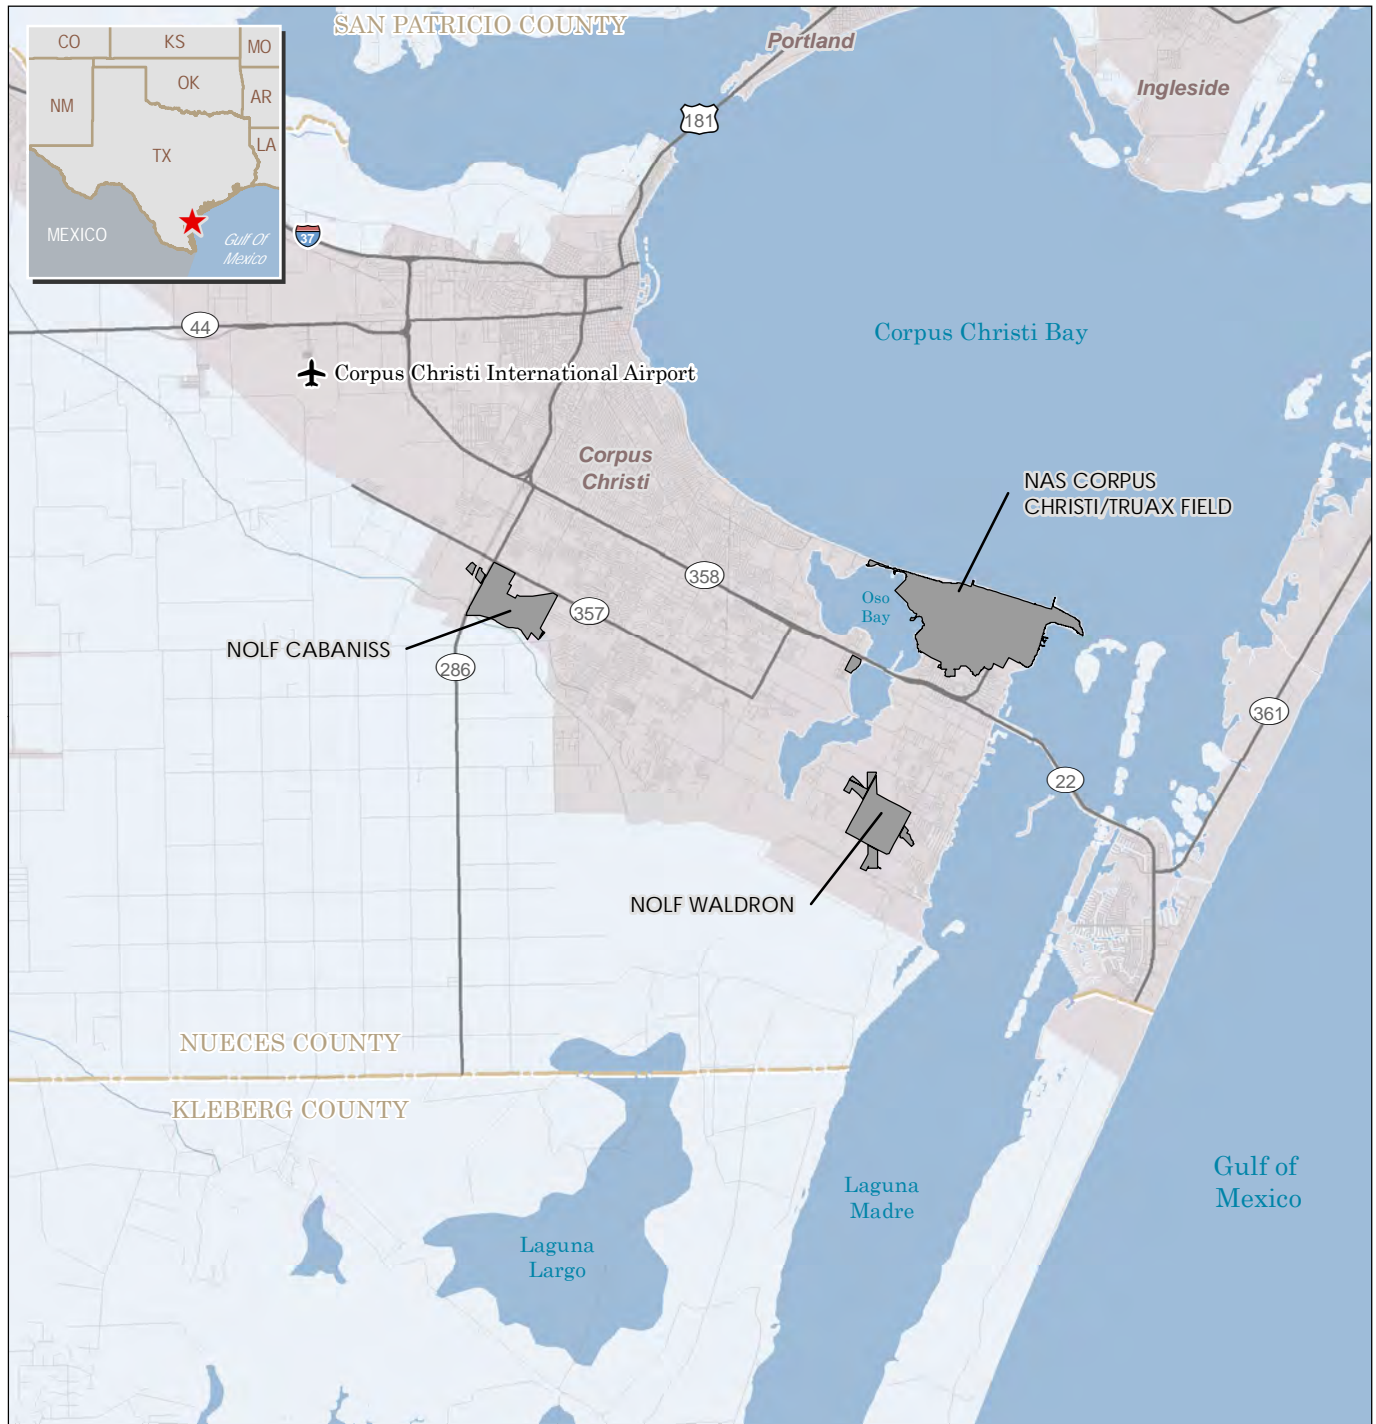 SAN PATRICIO COUNTY
Portland
Ingleside
CO
KS
MO
OK
NM
AR
TX
LA
MEXICO
Gulf Of
Mexico
181
37
44
Corpus Christi Bay
Corpus Christi International Airport
Corpus
Christi
NAS CORPUS
CHRISTI/TRUAX FIELD
358
Oso
Bay
357
NOLF CABANISS
286
361
22
NOLF WALDRON
NUECES COUNTY
KLEBERG COUNTY
Gulf of
Mexico
Laguna
Madre
Laguna
Largo